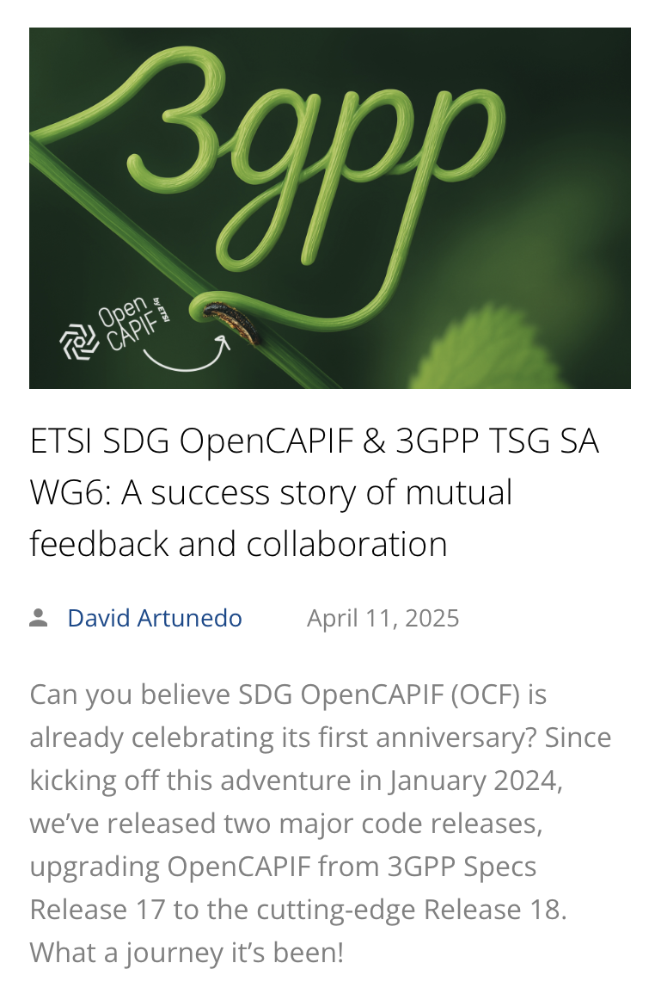 3gpp
Open
CAPIF
by ETSI
ETSI SDG OpenCAPIF & 3GPP TSG SA
WG6: A success story of mutual
feedback and collaboration
David Artunedo April 11, 2025
Can you believe SDG OpenCAPIF (OCF) is
already celebrating its first anniversary? Since
kicking off this adventure in January 2024,
we’ve released two major code releases,
upgrading OpenCAPIF from 3GPP Specs
Release 17 to the cutting-edge Release 18.
What a journey it’s been!